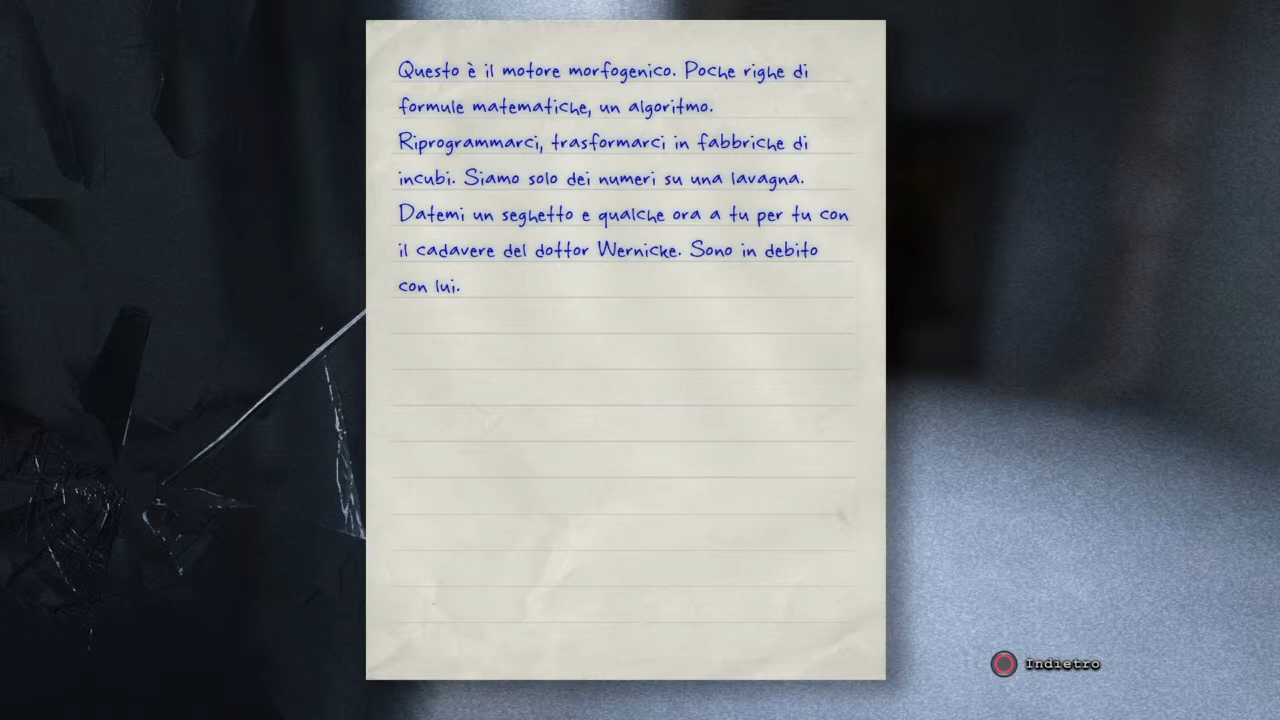 Questo è il motore morfogenico. Poche righe di
formule matematiche, un algoritmo.
Riprogrammarci, trasformarci in fabbriche di
incubi. Siamo solo dei numeri su una lavagna.
Datemi un seghetto e qualche ora a tu per tu con
il cadavere del dottor Wernicke. Sono in debito
con lui.
Indietro